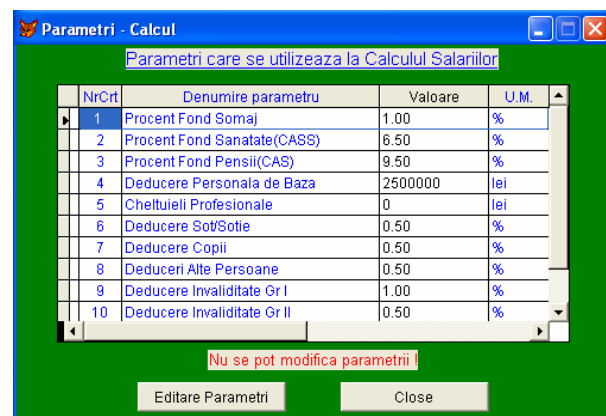 Parametri - Calcul
Parametri care se utilizeaza la Calculul Salariilor
NrCrt Denumire parametru Valoare U.M.
1 Procent Fond Somaj 1.00 %
2 Procent Fond Sanatate(CASS) 6.50 %
3 Procent Fond Pensii(CAS) 9.50 %
4 Deducere Personala de Baza 2500000 lei
5 Cheltuieli Profesionale 0 lei
6 Deducere Sot/Sotie 0.50 %
7 Deducere Copii 0.50 %
8 Deduceri Alte Persoane 0.50 %
9 Deducere Invaliditate Gr I 1.00 %
10 Deducere Invaliditate Gr II 0.50 %
Nu se pot modifica parametrii !
Editare Parametri Close